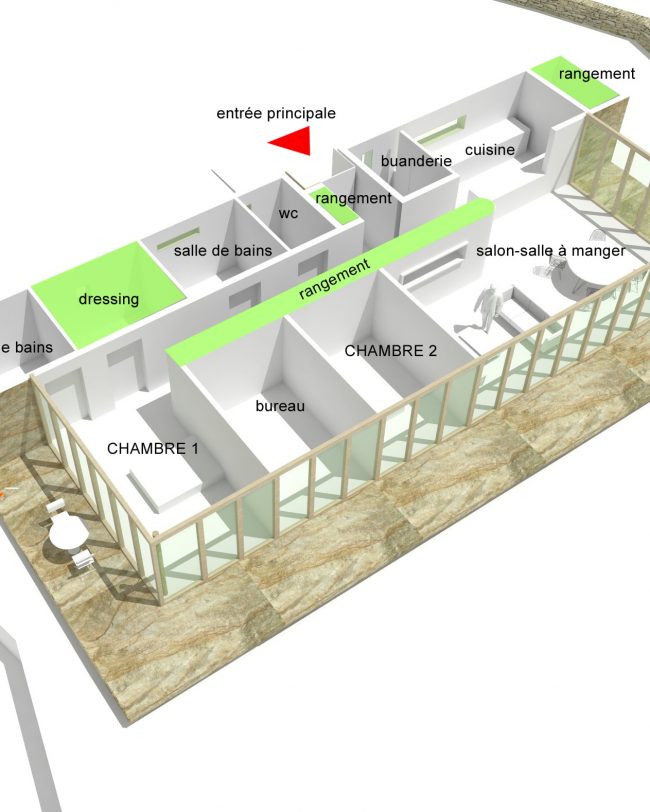 rangement
entrée principale
cuisine
buanderie
rangement
wc
salle de bains
salon-salle à manger
rangement
dressing
e bains
CHAMBRE 2
bureau
CHAMBRE 1